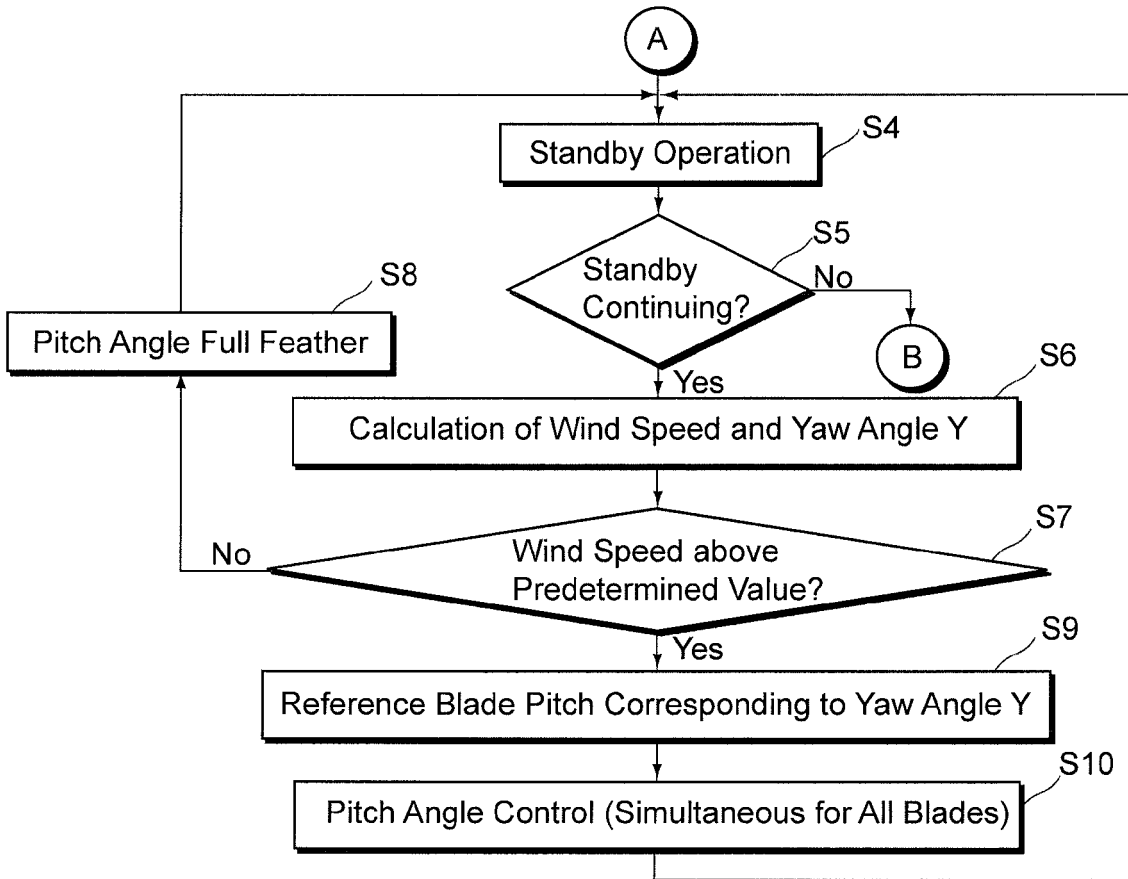 A
Standby Operation
S4
Standby
Continuing?
S5
No
B
Yes
S8
Pitch Angle Full Feather
S6
Calculation of Wind Speed and Yaw Angle Y
S7
Wind Speed above
Predetermined Value?
No
Yes
S9
Reference Blade Pitch Corresponding to Yaw Angle Y
S10
Pitch Angle Control (Simultaneous for All Blades)